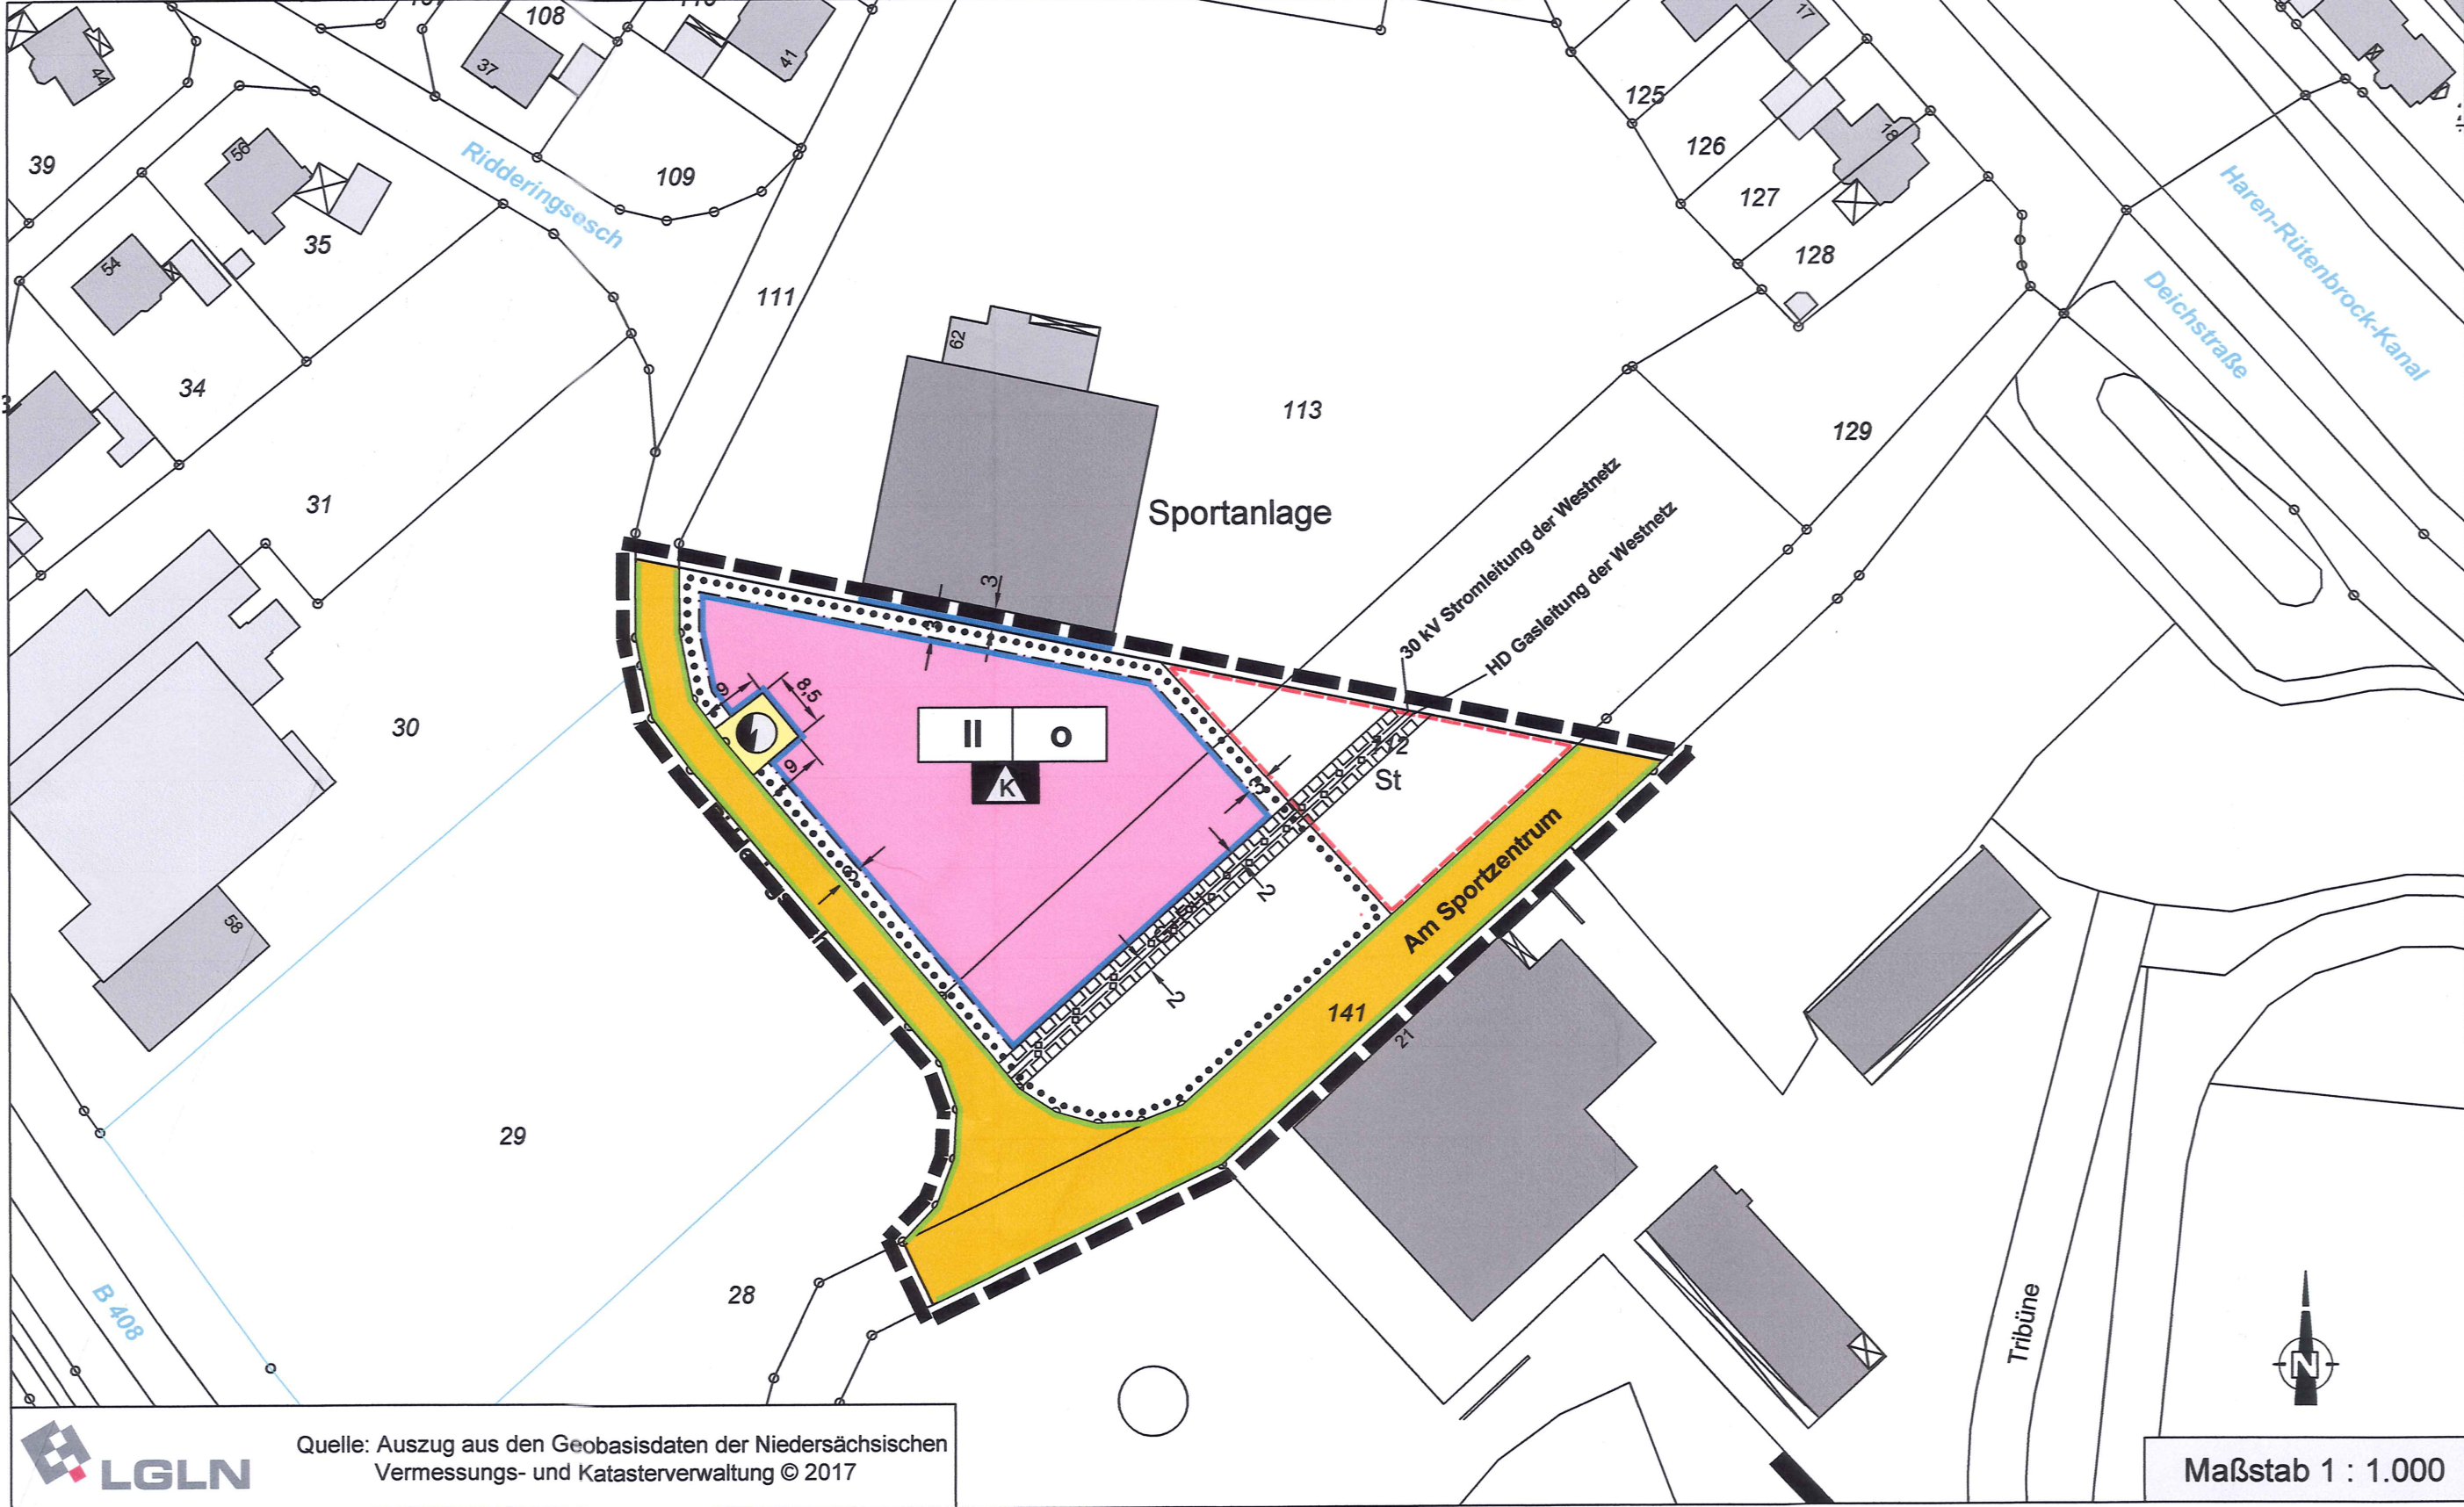 108
17
44
37
41
125
39
56
109
126
18
127
Ridderingsesch
35
54
111
128
Haren-Rütenbrock-Kanal
Deichstraße
62
34
113
129
31
Sportanlage
30 kV Stromleitung der Westnetz
HD Gasleitung der Westnetz
3
3
9
8,5
30
II
o
K
9
3
St
2
6
2
58
Am Sportzentrum
141
21
29
28
B 408
Tribüne
N
LGLN
Quelle: Auszug aus den Geobasisdaten der Niedersächsischen
Vermessungs- und Katasterverwaltung © 2017
Maßstab 1 : 1.000